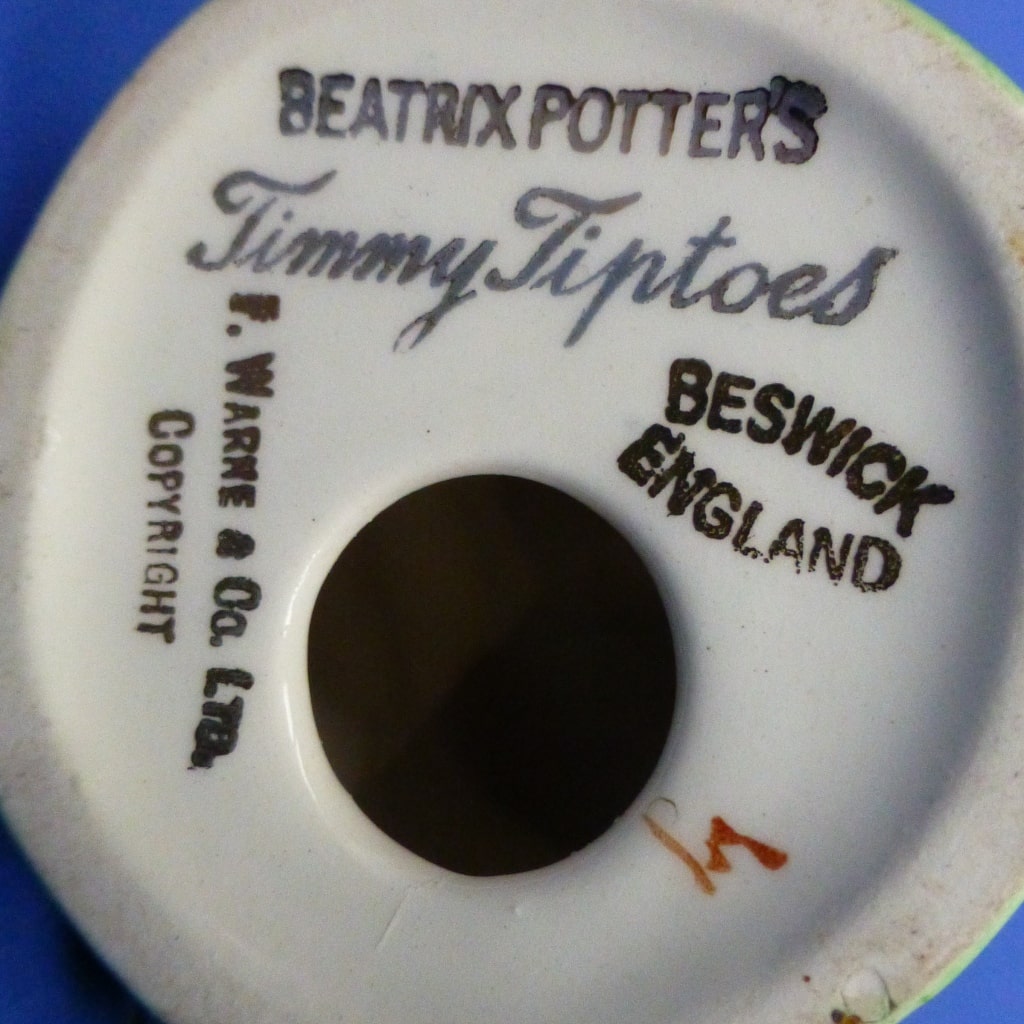 BEATRIX POTTER'S
Timmy Tiptoes
F. WARNE & Co. LTD.
COPYRIGHT
BESWICK
ENGLAND